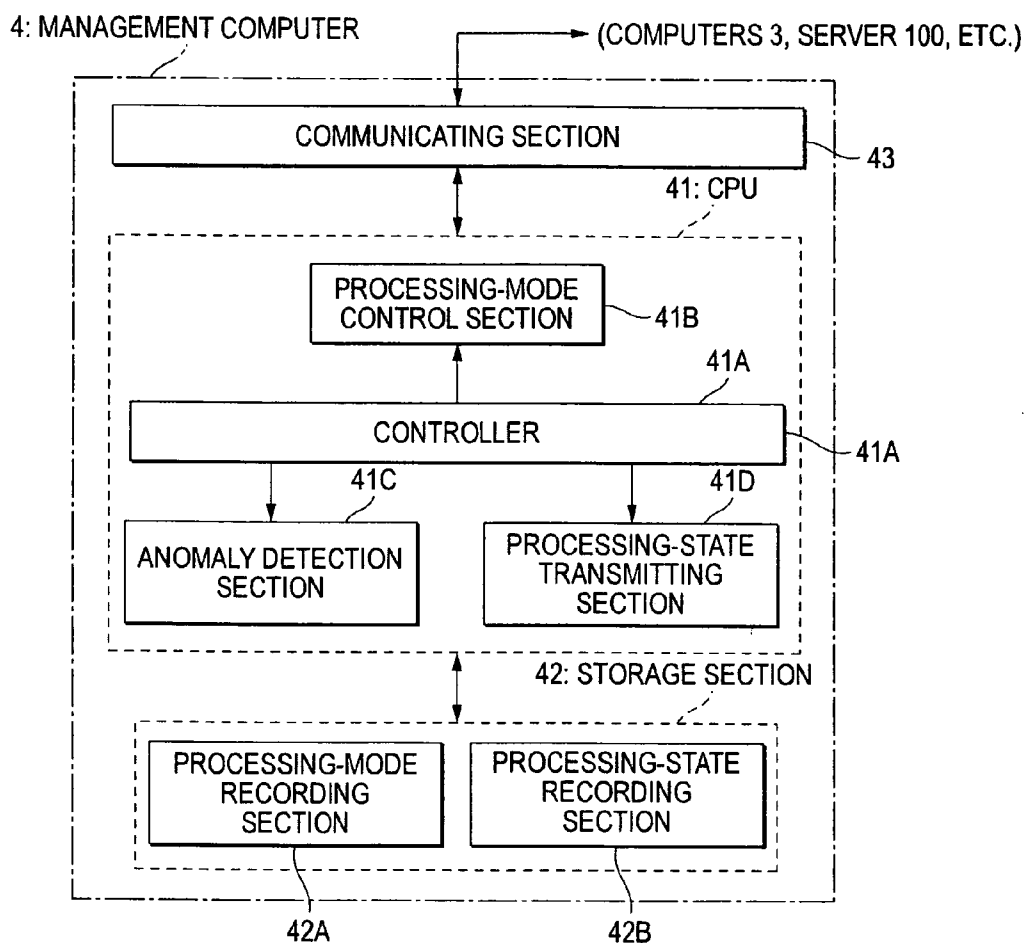 4: MANAGEMENT COMPUTER
(COMPUTERS 3, SERVER 100, ETC.)
COMMUNICATING SECTION
43
41: CPU
PROCESSING-MODE
CONTROL SECTION
41B
41A
CONTROLLER
41A
41C
41D
ANOMALY DETECTION
SECTION
PROCESSING-STATE
TRANSMITTING
SECTION
42: STORAGE SECTION
PROCESSING-MODE
RECORDING
SECTION
PROCESSING-STATE
RECORDING
SECTION
42A
42B